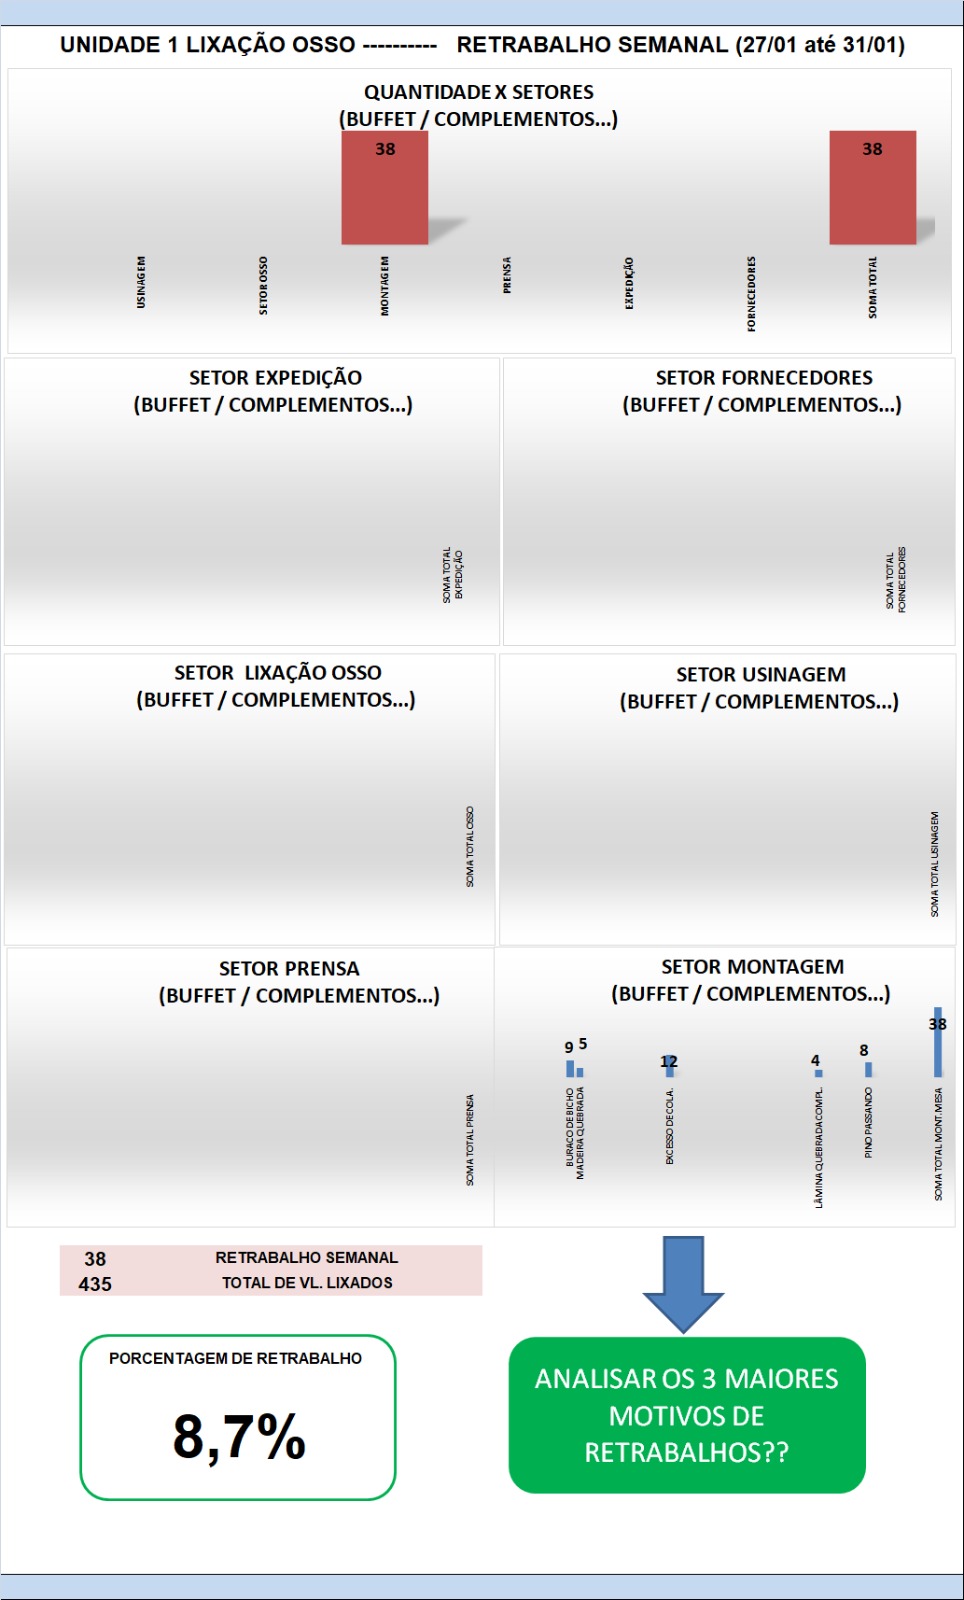 UNIDADE 1 LIXAÇÃO OSSO ---------- RETRABALHO SEMANAL (27/01 até 31/01)
QUANTIDADE X SETORES
(BUFFET / COMPLEMENTOS...)
38
38
USINAGEM
SETOR OSSO
MONTAGEM
PRENSA
EXPEDIÇÃO
FORNECEDORES
SOMA TOTAL
SETOR EXPEDIÇÃO
(BUFFET / COMPLEMENTOS...)
SOMA TOTAL
EXPEDIÇÃO
SETOR FORNECEDORES
(BUFFET / COMPLEMENTOS...)
SOMA TOTAL
FORNECEDORES
SETOR LIXAÇÃO OSSO
(BUFFET / COMPLEMENTOS...)
SOMA TOTAL OSSO
SETOR USINAGEM
(BUFFET / COMPLEMENTOS...)
SOMA TOTAL USINAGEM
SETOR PRENSA
(BUFFET / COMPLEMENTOS...)
SOMA TOTAL PRENSA
SETOR MONTAGEM
(BUFFET / COMPLEMENTOS...)
9
5
12
4
8
38
BURACO DE BICHO
MADEIRA QUEBRADA
EXCESSO DE COLA.
LÂMINA QUEBRADA COMPL.
PINO PASSANDO
SOMA TOTAL MONT. MESA
38 RETRABALHO SEMANAL
435 TOTAL DE VL. LIXADOS
PORCENTAGEM DE RETRABALHO
8,7%
ANALISAR OS 3 MAIORES
MOTIVOS DE
RETRABALHOS??